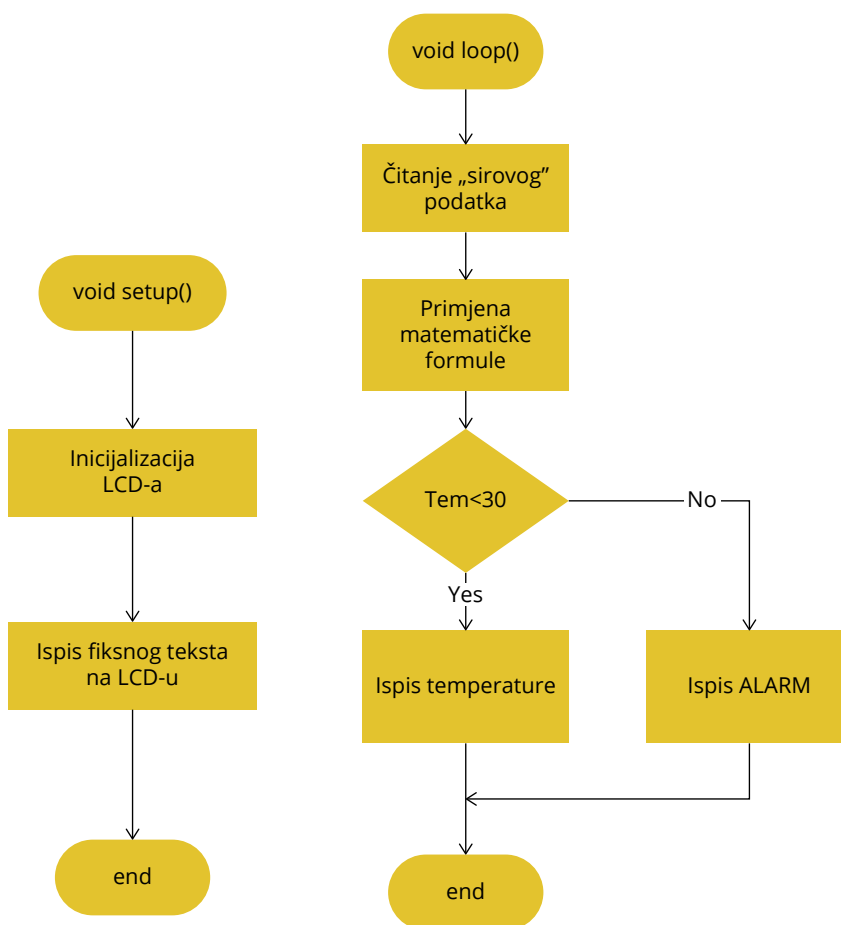 void setup()
Inicijalizacija
LCD-a
Ispis fiksnog teksta
na LCD-u
end
void loop()
Čitanje „sirovog”
podatka
Primjena
matematičke
formule
Tem<30
No
Yes
Ispis temperature
Ispis ALARM
end